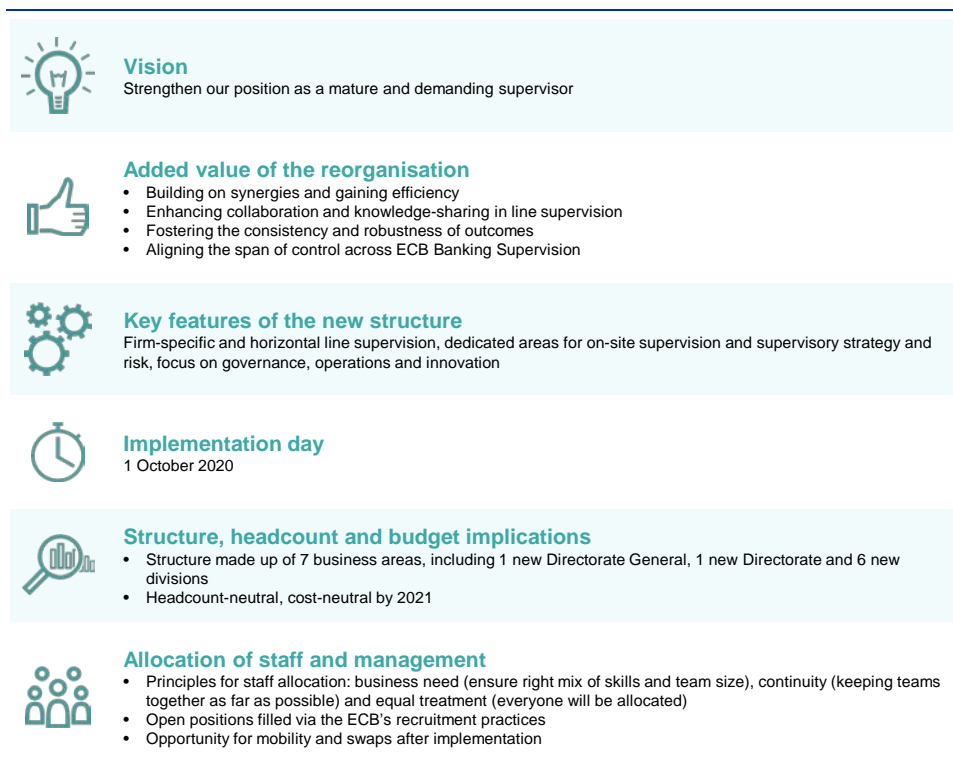 Vision
Strengthen our position as a mature and demanding supervisor
Added value of the reorganisation
• Building on synergies and gaining efficiency
• Enhancing collaboration and knowledge-sharing in line supervision
• Fostering the consistency and robustness of outcomes
• Aligning the span of control across ECB Banking Supervision
Key features of the new structure
Firm-specific and horizontal line supervision, dedicated areas for on-site supervision and supervisory strategy and
risk, focus on governance, operations and innovation
Implementation day
1 October 2020
Structure, headcount and budget implications
• Structure made up of 7 business areas, including 1 new Directorate General, 1 new Directorate and 6 new
divisions
• Headcount-neutral, cost-neutral by 2021
Allocation of staff and management
• Principles for staff allocation: business need (ensure right mix of skills and team size), continuity (keeping teams
together as far as possible) and equal treatment (everyone will be allocated)
• Open positions filled via the ECB's recruitment practices
• Opportunity for mobility and swaps after implementation